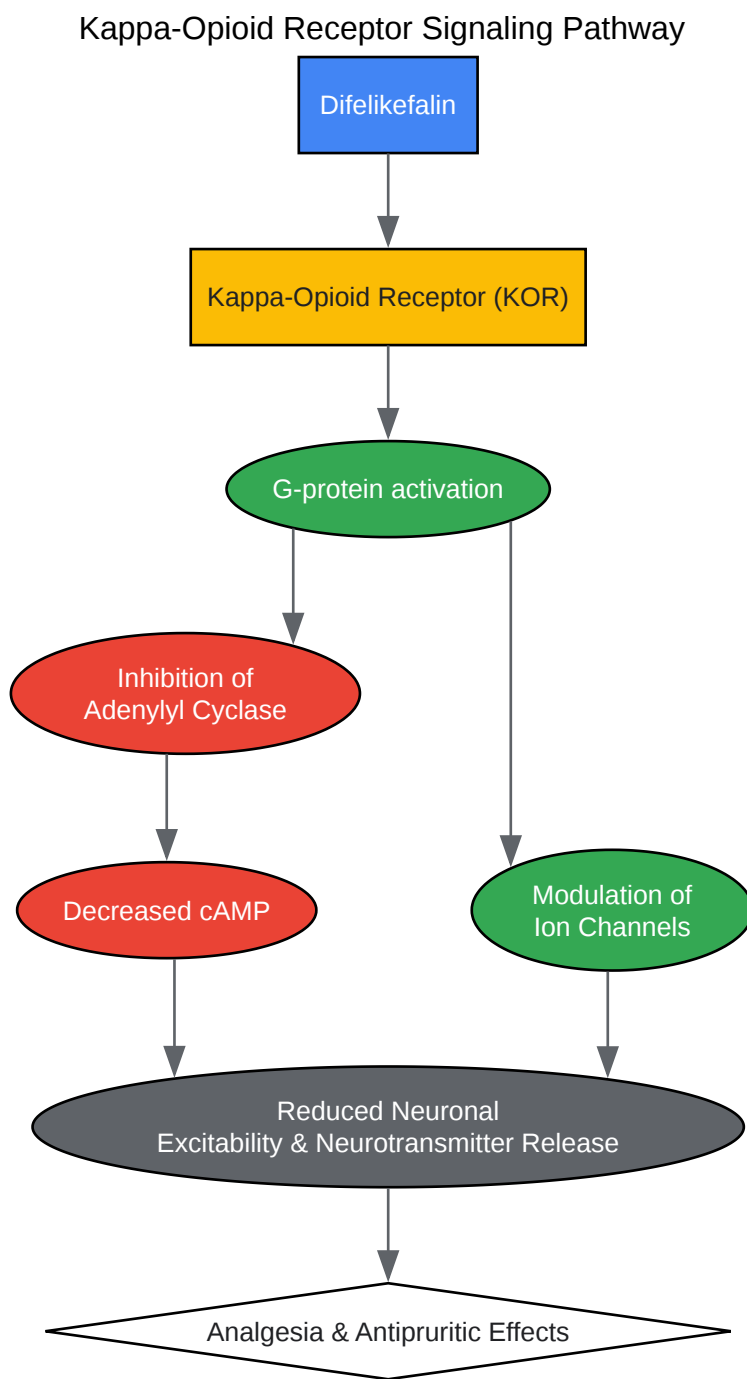 Kappa-Opioid Receptor Signaling Pathway
Difelikefalin
Kappa-Opioid Receptor (KOR)
G-protein activation
Inhibition of
Adenylyl Cyclase
Decreased cAMP
Modulation of
Ion Channels
Reduced Neuronal
Excitability & Neurotransmitter Release
Analgesia & Antipruritic Effects